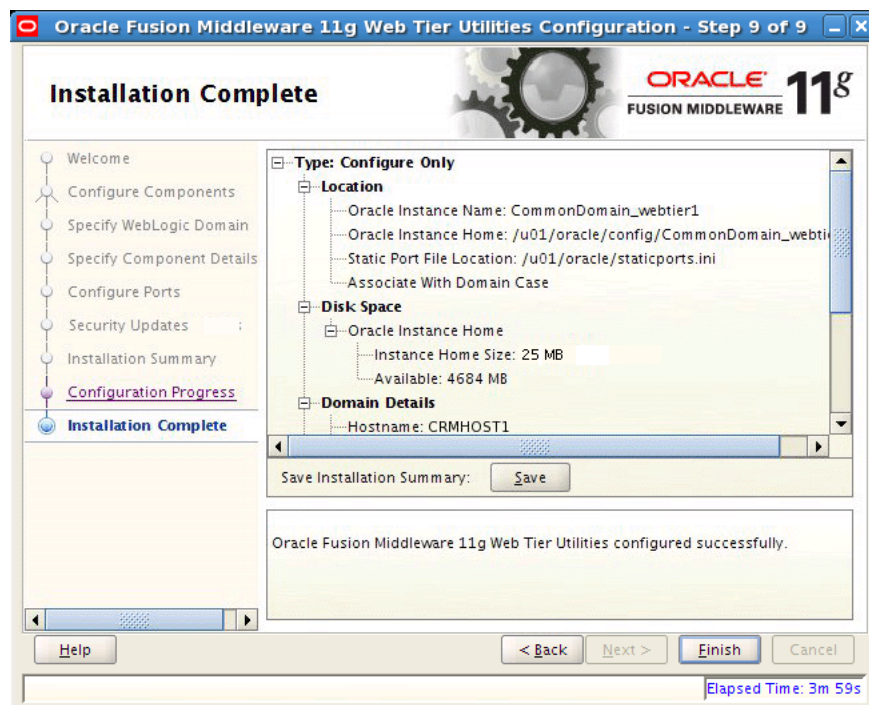 Oracle Fusion Middleware 11g Web Tier Utilities Configuration - Step 9 of 9
Installation Complete
ORACLE
FUSION MIDDLEWARE
11g
Welcome
Configure Components
Specify WebLogic Domain
Specify Component Details
Configure Ports
Security Updates
Installation Summary
Configuration Progress
Installation Complete
Type: Configure Only
Location
Oracle Instance Name: CommonDomain_webtier1
Oracle Instance Home: /u01/oracle/config/CommonDomain_webtie
Static Port File Location: /u01/oracle/staticports.ini
Associate With Domain Case
Disk Space
Oracle Instance Home
Instance Home Size: 25 MB
Available: 4684 MB
Domain Details
Hostname: CRMHOST1
Save Installation Summary: Save
Oracle Fusion Middleware 11g Web Tier Utilities configured successfully.
Help < Back Next > Finish Cancel
Elapsed Time: 3m 59s